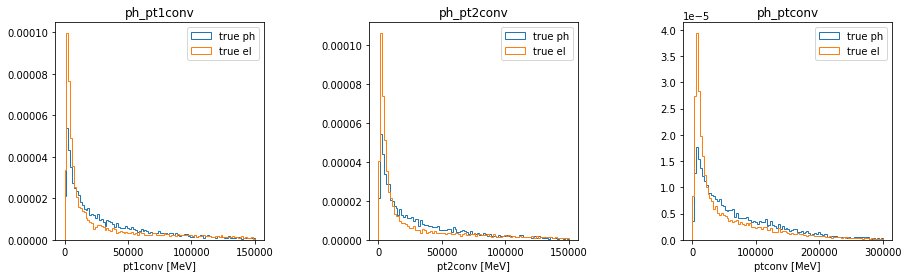 ph_pt1conv
0.00010
0.00008
0.00006
0.00004
0.00002
0.00000
true ph
true el
0
50000
100000
150000
pt1conv [MeV]
ph_pt2conv
0.00010
0.00008
0.00006
0.00004
0.00002
0.00000
true ph
true el
0
50000
100000
150000
pt2conv [MeV]
ph_ptconv
1e−5
4.0
3.5
3.0
2.5
2.0
1.5
1.0
0.5
0.0
true ph
true el
0
100000
200000
300000
ptconv [MeV]